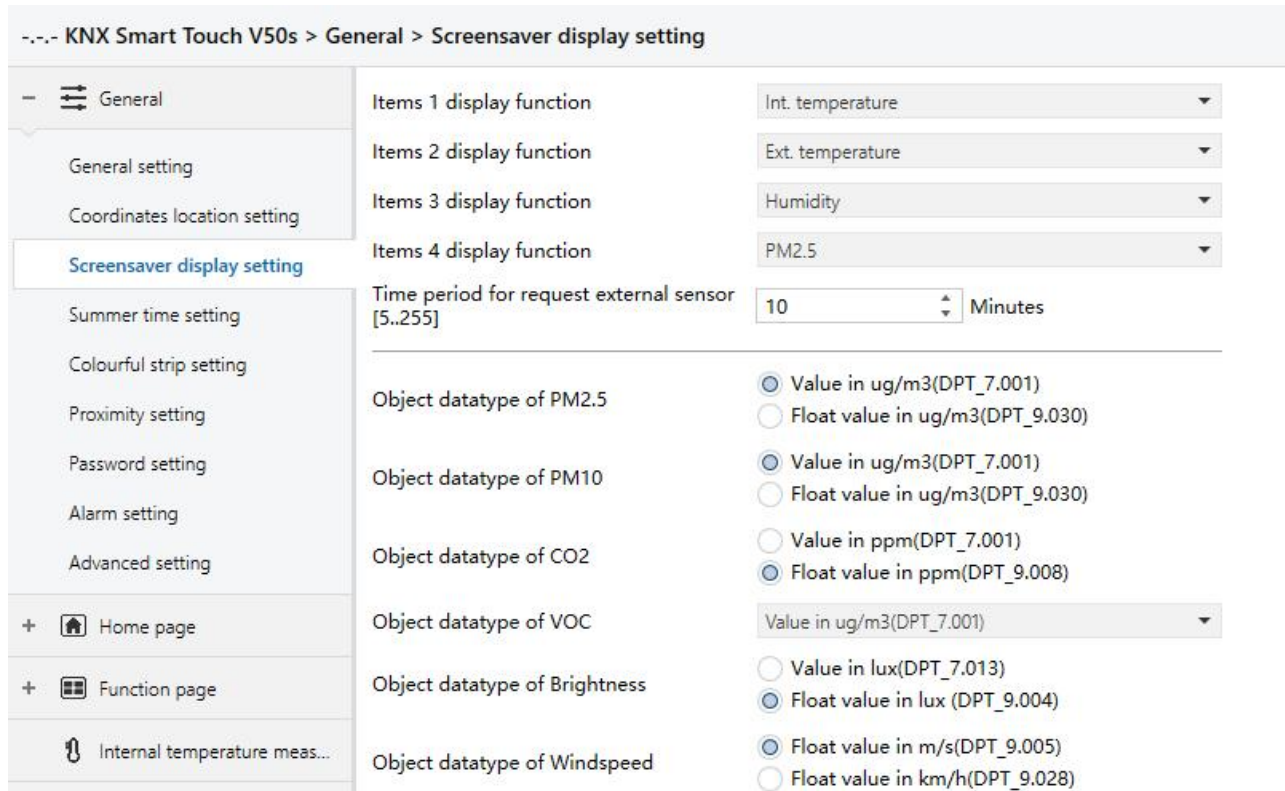 -.-.- KNX Smart Touch V50s > General > Screensaver display setting
General
General setting
Coordinates location setting
Screensaver display setting
Summer time setting
Colourful strip setting
Proximity setting
Password setting
Alarm setting
Advanced setting
Home page
Function page
Internal temperature meas...
Items 1 display function
Int. temperature
Items 2 display function
Ext. temperature
Items 3 display function
Humidity
Items 4 display function
PM2.5
Time period for request external sensor
[5..255]
10
Minutes
Object datatype of PM2.5
Value in ug/m3(DPT_7.001)
Float value in ug/m3(DPT_9.030)
Object datatype of PM10
Value in ug/m3(DPT_7.001)
Float value in ug/m3(DPT_9.030)
Object datatype of CO2
Value in ppm(DPT_7.001)
Float value in ppm(DPT_9.008)
Object datatype of VOC
Value in ug/m3(DPT_7.001)
Object datatype of Brightness
Value in lux(DPT_7.013)
Float value in lux (DPT_9.004)
Object datatype of Windspeed
Float value in m/s(DPT_9.005)
Float value in km/h(DPT_9.028)